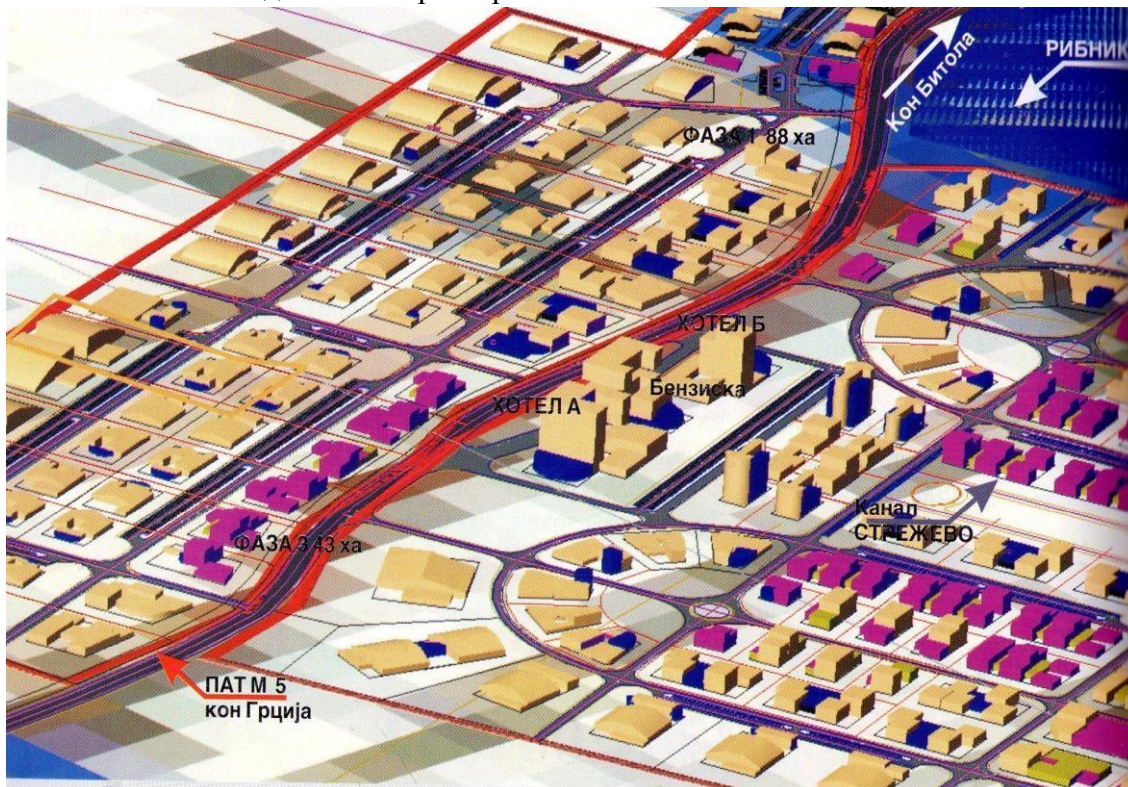 Кон Битола
РИБНИК
ФАЗА 1 88 ха
ХОТЕЛ Б
Бензиска
ХОТЕЛ А
Канал
СТРЕЖЕВО
ФАЗА 3 43 ха
ПАТ М 5
кон Грција